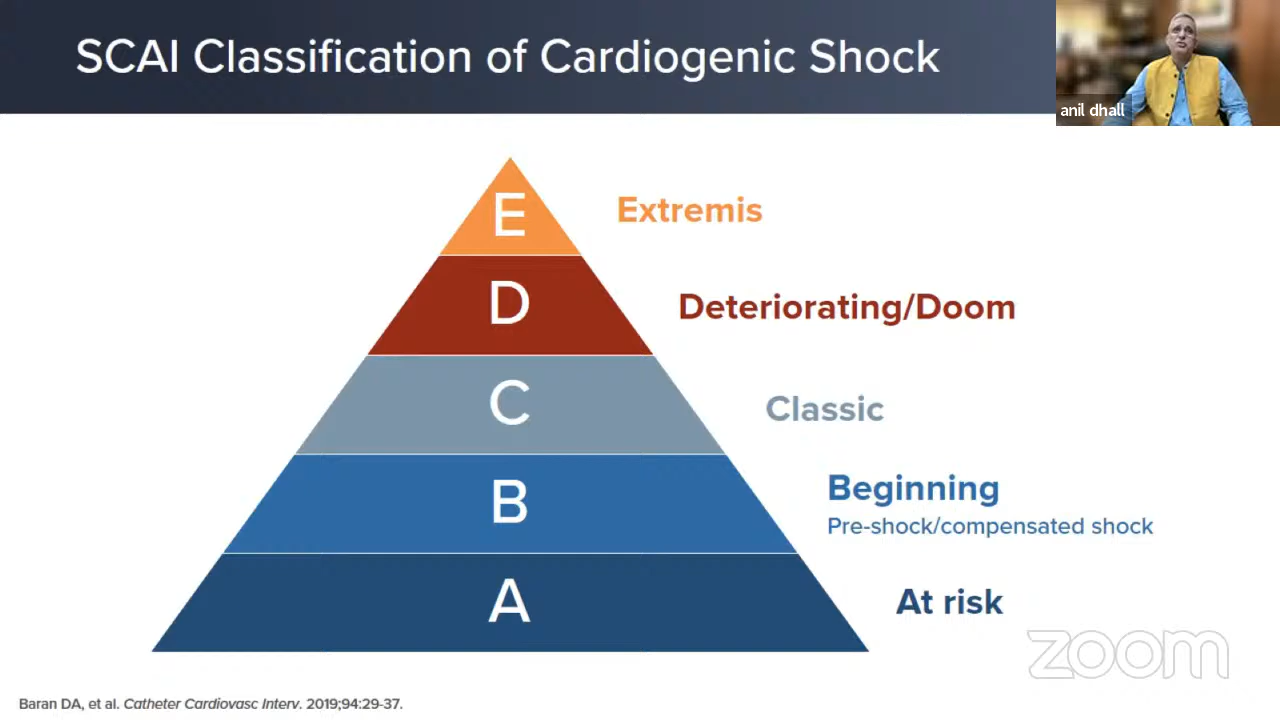 SCAI Classification of Cardiogenic Shock
anil dhall
E
Extremis
D
Deteriorating/Doom
C
Classic
B
Beginning
Pre-shock/compensated shock
A
At risk
zoom
Baran DA, et al. Catheter Cardiovasc Interv. 2019;94:29-37.